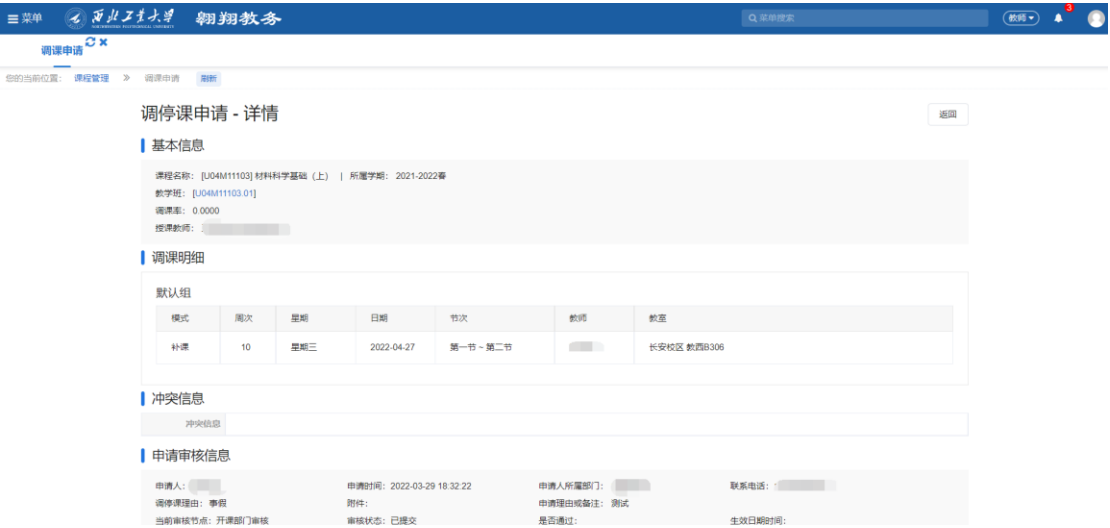 菜单 西北工业大学 翱翔教务 菜单搜索 教师 3
调课申请
您的当前位置： 课程管理 » 调课申请 刷新
调停课申请 - 详情 返回
基本信息
课程名称： [U04M11103] 材料科学基础（上） | 所属学期： 2021-2022春
教学班： [U04M11103.01]
调课率： 0.0000
授课教师：
调课明细
默认组
模式 周次 星期 日期 节次 教师 教室
补课 10 星期三 2022-04-27 第一节 ~ 第二节 长安校区 教西B306
冲突信息
冲突信息
申请审核信息
申请人： 申请时间： 2022-03-29 18:32:22 申请人所属部门： 联系电话：
调停课理由： 事假 附件： 申请理由或备注： 测试
当前审核节点： 开课部门审核 审核状态： 已提交 是否通过： 生效日期时间：